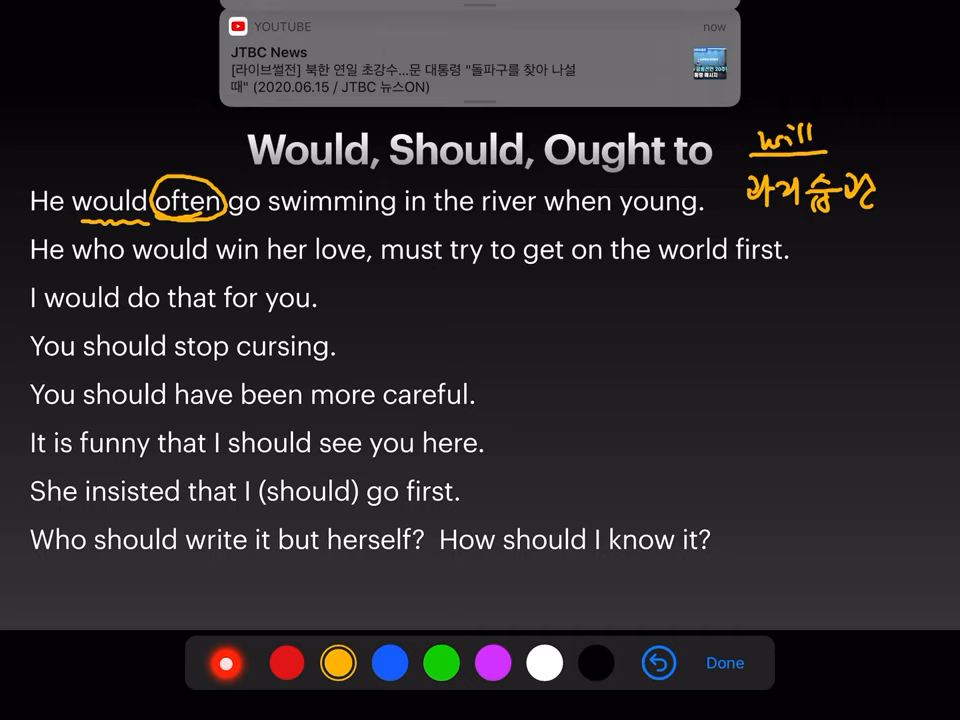 YOUTUBE
now
JTBC News
[라이브썰전] 북한 연일 초강수...문 대통령 "돌파구를 찾아 나설
때" (2020.06.15 / JTBC 뉴스ON)
Would, Should, Ought to
will
과거 습관
He would often go swimming in the river when young.
He who would win her love, must try to get on the world first.
I would do that for you.
You should stop cursing.
You should have been more careful.
It is funny that I should see you here.
She insisted that I (should) go first.
Who should write it but herself?  How should I know it?
Done